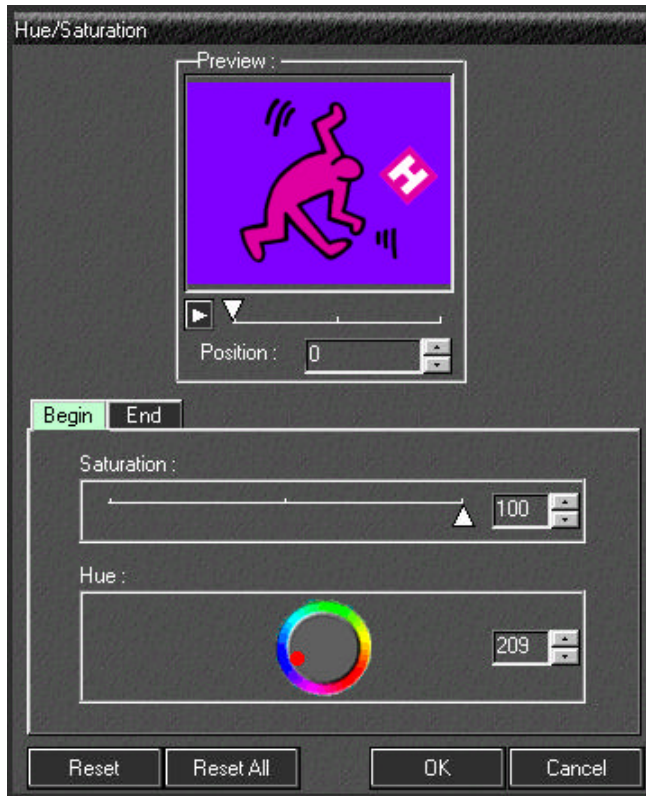 Hue/Saturation
Preview :
H
Position : 0
Begin End
Saturation :
100
Hue :
209
Reset Reset All OK Cancel